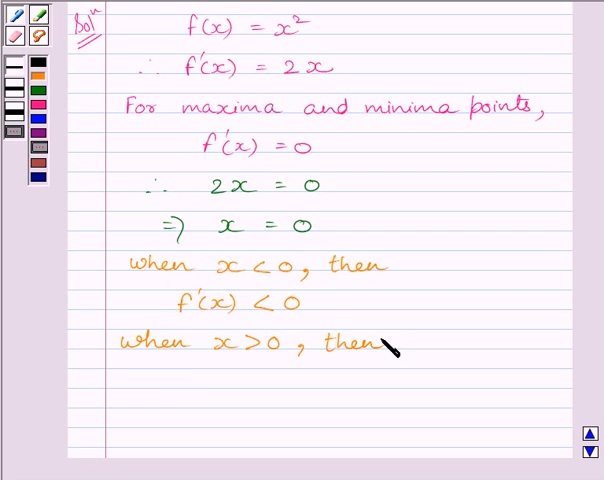 Solⁿ f(x) = x²
∴ f'(x) = 2x
For maxima and minima points,
f'(x) = 0
∴ 2x = 0
⇒ x = 0
when x < 0, then
f'(x) < 0
when x > 0, then